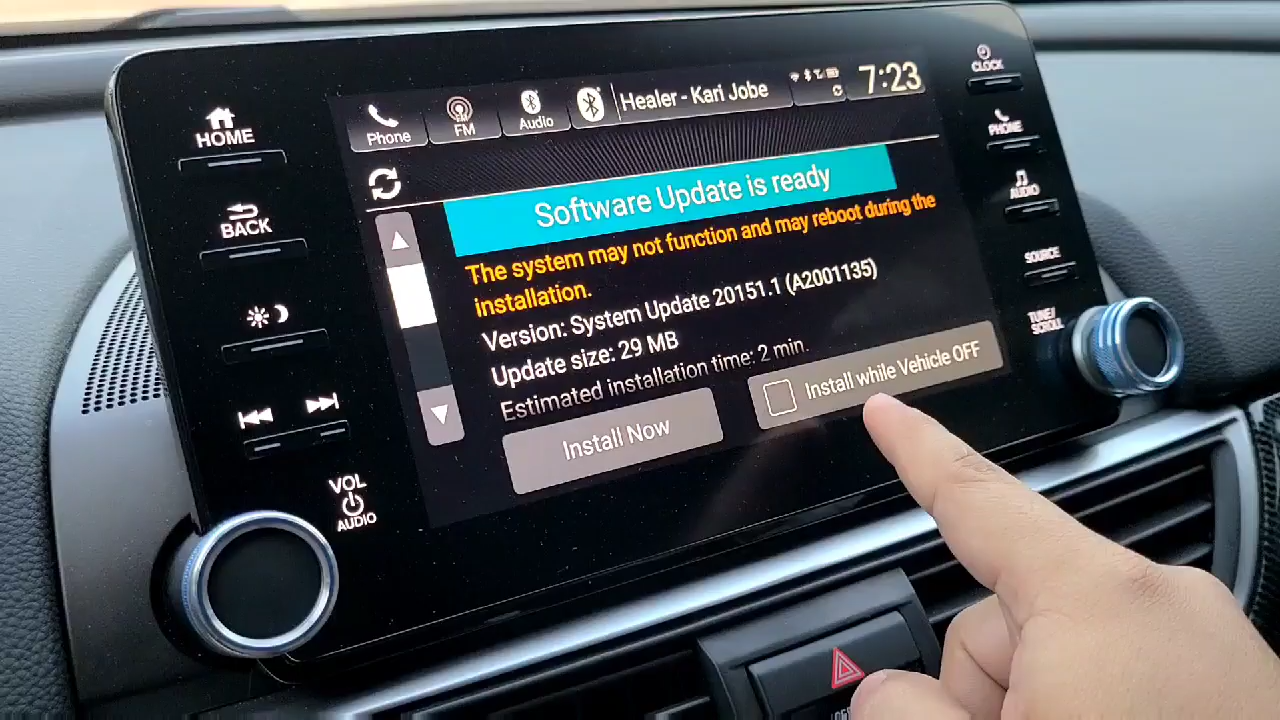 HOME
BACK
VOL
AUDIO
Phone
FM
Audio
Healer - Kari Jobe
7:23
Software Update is ready
The system may not function and may reboot during the
installation.
Version: System Update 20151.1 (A2001135)
Update size: 29 MB
Estimated installation time: 2 min.
Install Now
Install while Vehicle OFF
CLOCK
PHONE
AUDIO
SOURCE
TUNE/
SCROLL